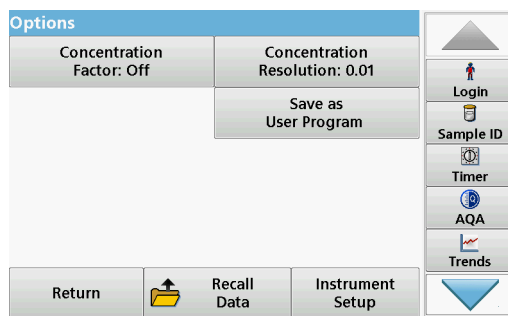 Options
Concentration
Factor: Off
Concentration
Resolution: 0.01
Save as
User Program
Return
Recall
Data
Instrument
Setup
Login
Sample ID
Timer
AQA
Trends